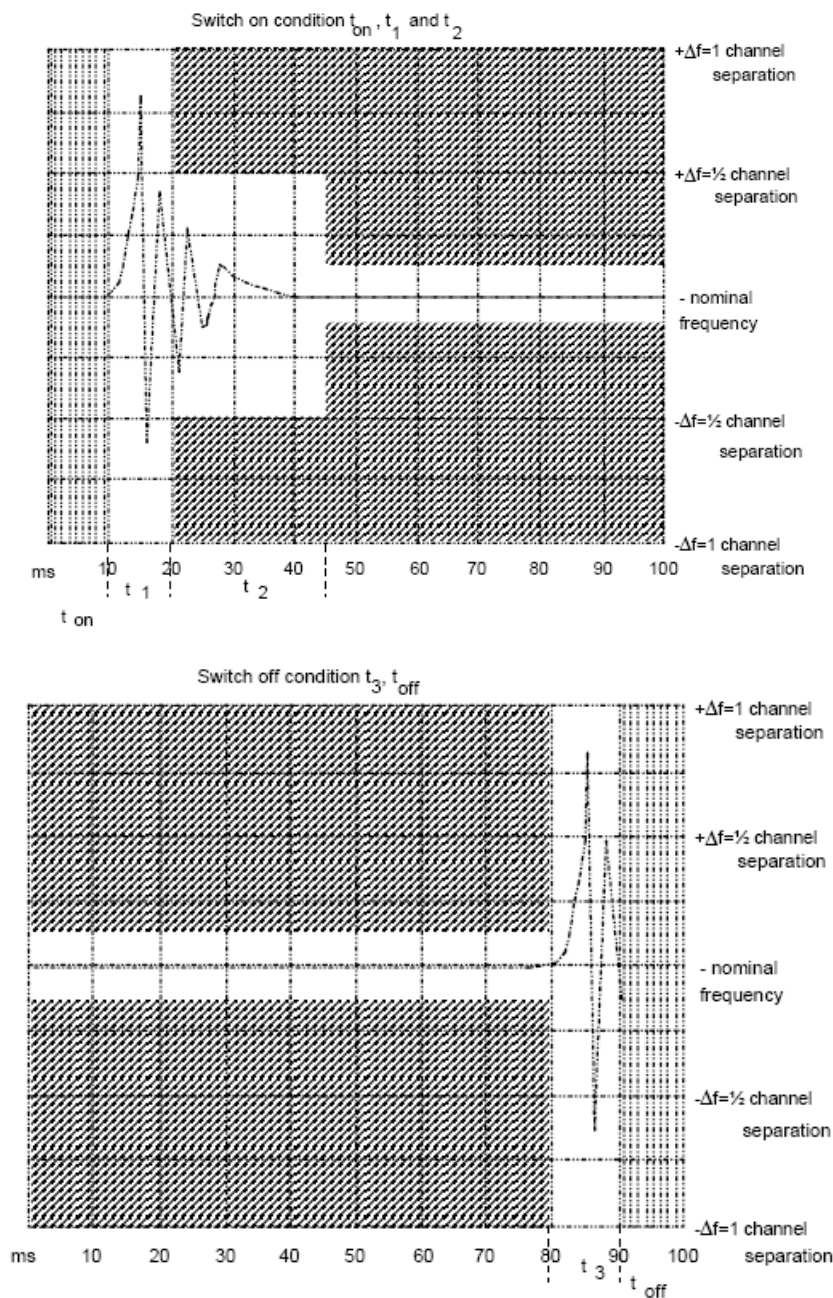 Switch on condition t_on, t_1 and t_2
+Δf=1 channel
separation
+Δf=½ channel
separation
- nominal
frequency
-Δf=½ channel
separation
-Δf=1 channel
separation
ms 10 20 30 40 50 60 70 80 90 100
t_1 t_2
t_on
Switch off condition t_3, t_off
+Δf=1 channel
separation
+Δf=½ channel
separation
- nominal
frequency
-Δf=½ channel
separation
-Δf=1 channel
ms 10 20 30 40 50 60 70 80 90 100 separation
t_3 t_off